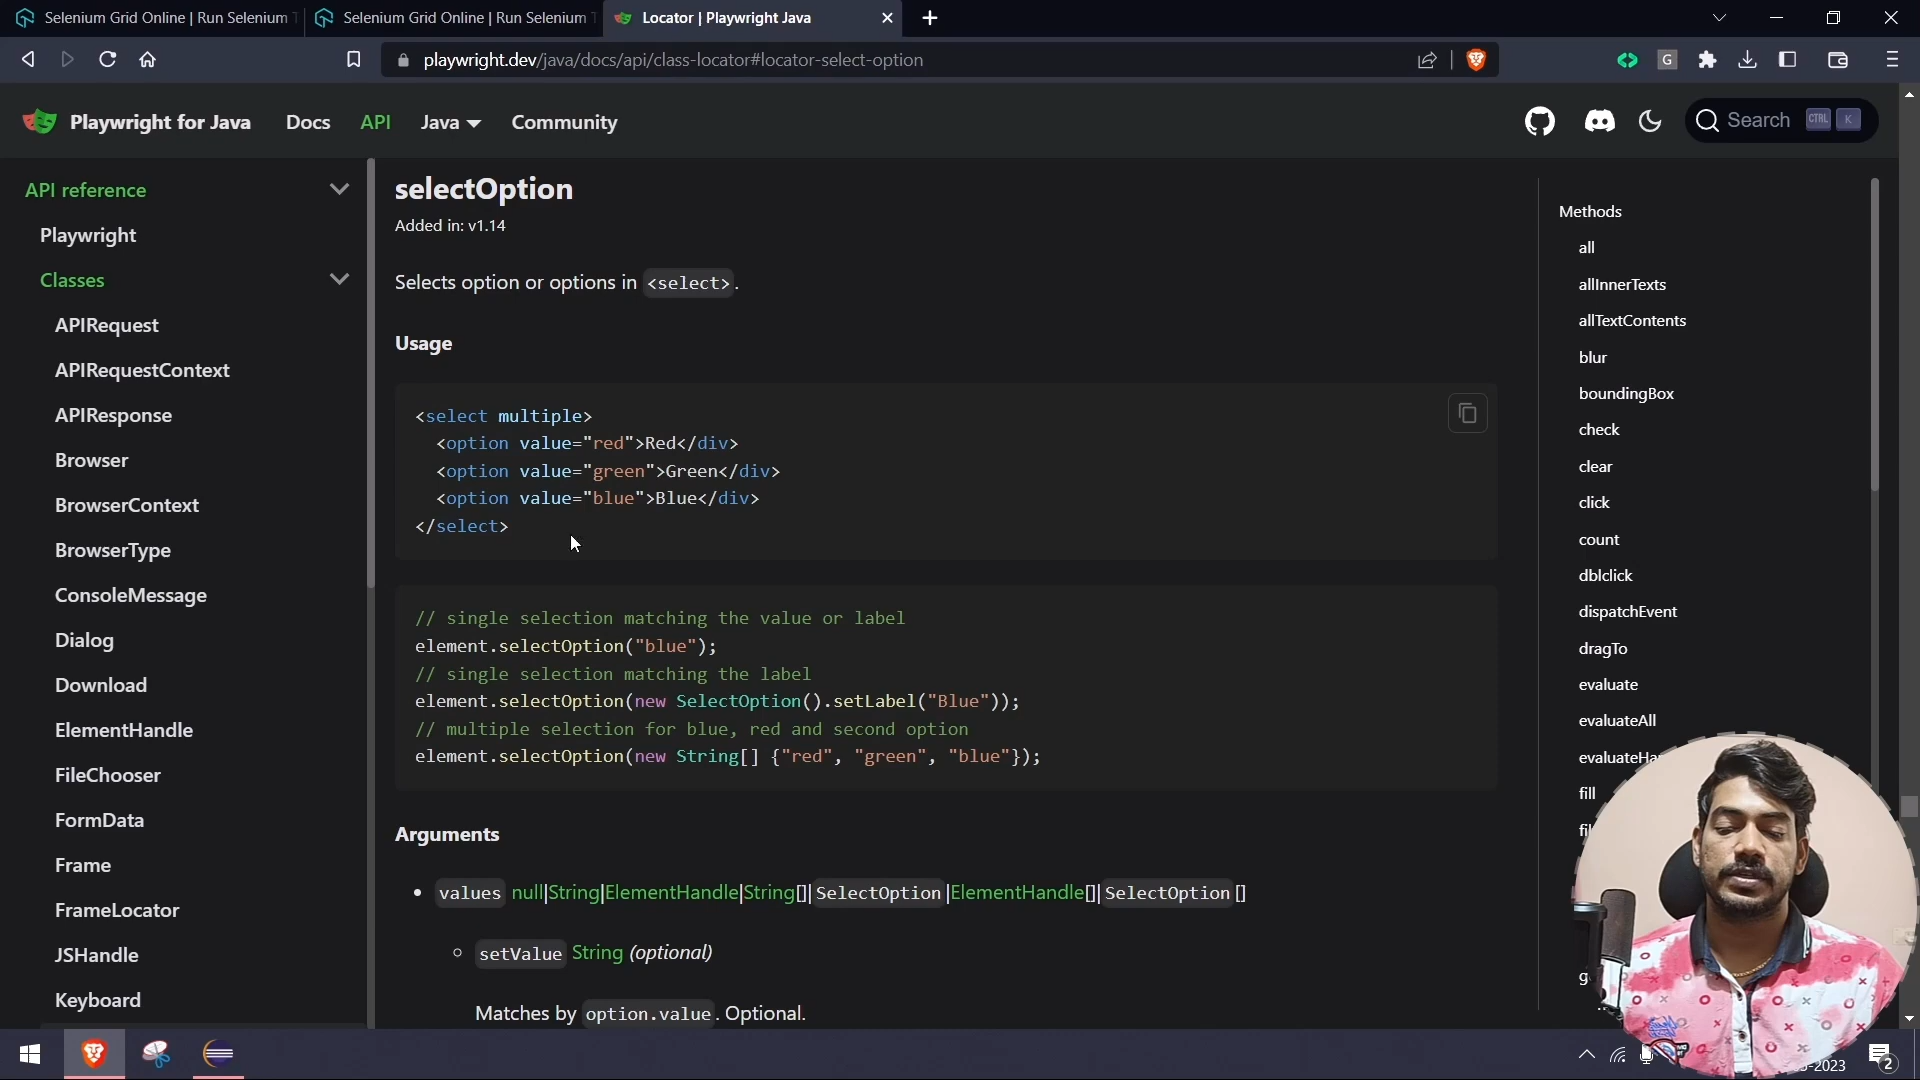 Selenium Grid Online | Run Selenium T
Selenium Grid Online | Run Selenium T
Locator | Playwright Java
playwright.dev/java/docs/api/class-locator#locator-select-option
G
Playwright for Java
Docs
API
Java
Community
Search
CTRL
K
API reference
Playwright
Classes
APIRequest
APIRequestContext
APIResponse
Browser
BrowserContext
BrowserType
ConsoleMessage
Dialog
Download
ElementHandle
FileChooser
FormData
Frame
FrameLocator
JSHandle
Keyboard
selectOption
Added in: v1.14
Selects option or options in <select>.
Usage
<select multiple>
<option value="red">Red</div>
<option value="green">Green</div>
<option value="blue">Blue</div>
</select>
// single selection matching the value or label
element.selectOption("blue");
// single selection matching the label
element.selectOption(new SelectOption().setLabel("Blue"));
// multiple selection for blue, red and second option
element.selectOption(new String[] {"red", "green", "blue"});
Arguments
values null|String|ElementHandle|String[]|SelectOption|ElementHandle[]|SelectOption[]
setValue String (optional)
Matches by option.value. Optional.
Methods
all
allInnerTexts
allTextContents
blur
boundingBox
check
clear
click
count
dblclick
dispatchEvent
dragTo
evaluate
evaluateAll
evaluateHa
fill
fi
g
-2023
2